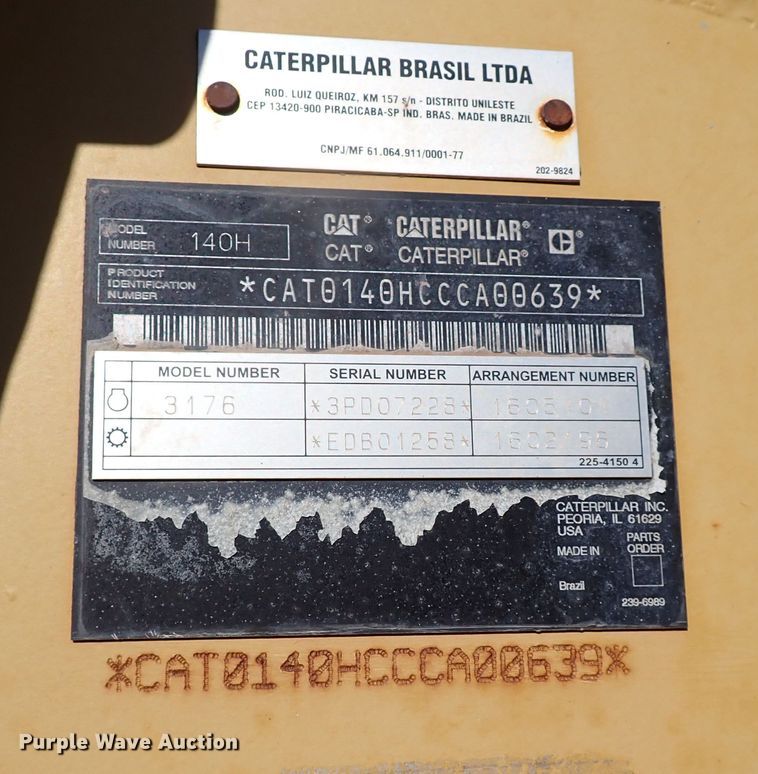 CATERPILLAR BRASIL LTDA
ROD. LUIZ QUEIROZ, KM 157 s/n - DISTRITO UNILESTE
CEP 13420-900 PIRACICABA-SP IND. BRAS. MADE IN BRAZIL
CNPJ/MF 61.064.911/0001-77
202-9824
MODEL NUMBER 140H
CAT® CATERPILLAR®
CAT® CATERPILLAR®
PRODUCT IDENTIFICATION NUMBER *CAT0140HCCCA00639*
MODEL NUMBER SERIAL NUMBER ARRANGEMENT NUMBER
3176 *3PD07228*
*EDB01258*
225-4150 4
CATERPILLAR INC.
PEORIA, IL 61629
USA
MADE IN
PARTS ORDER
Brazil
239-6989
*CAT0140HCCCA00639*
Purple Wave Auction